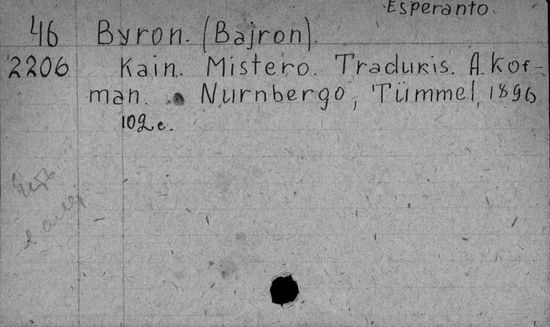 Esperanto.
46 Byron. (Bajron).
2206 Kain. Mistero. Tradukis. A. Kof-
man. Nurnbergo, Tümmel, 1896
102 с.